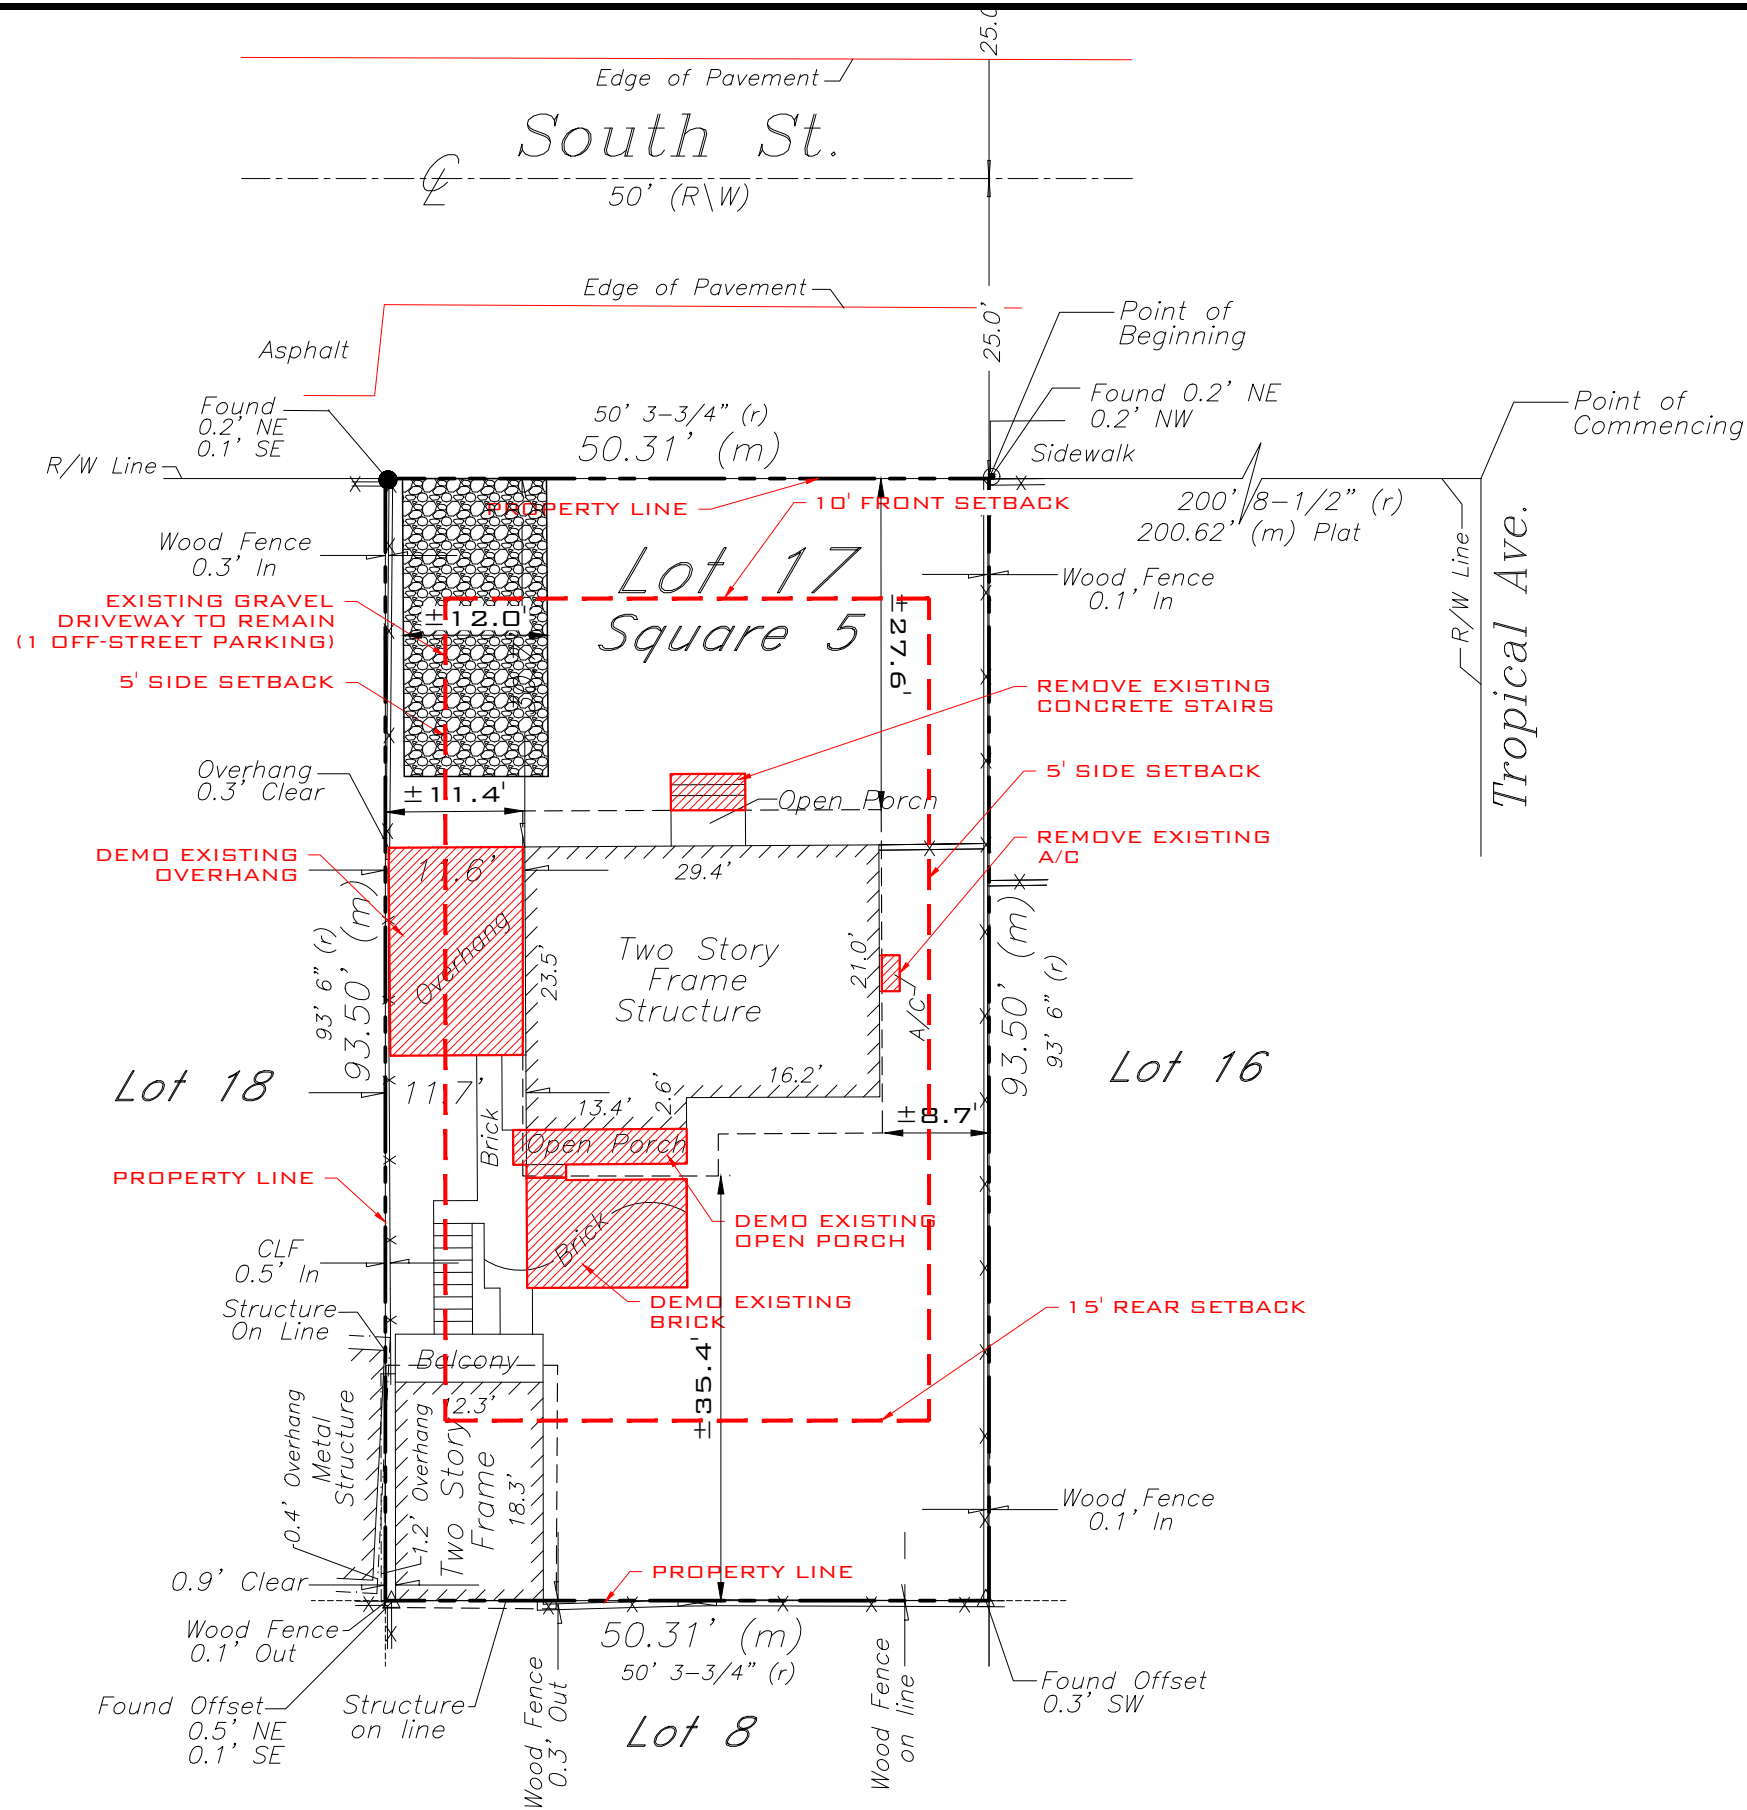 25.0'
Edge of Pavement
South St.
℄
50' (R\W)
Edge of Pavement
25.0'
Point of
Beginning
Asphalt
Found
0.2' NE
0.1' SE
50' 3-3/4" (r)
50.31' (m)
Found 0.2' NE
0.2' NW
Sidewalk
Point of
Commencing
R/W Line
PROPERTY LINE
10' FRONT SETBACK
200' 8-1/2" (r)
200.62' (m) Plat
R/W Line
Tropical Ave.
Wood Fence
0.3' In
Lot 17
Square 5
Wood Fence
0.1' In
EXISTING GRAVEL
DRIVEWAY TO REMAIN
(1 OFF-STREET PARKING)
±12.0'
±27.6'
5' SIDE SETBACK
REMOVE EXISTING
CONCRETE STAIRS
Overhang
0.3' Clear
±11.4'
Open Porch
5' SIDE SETBACK
DEMO EXISTING
OVERHANG
11.6'
29.4'
REMOVE EXISTING
A/C
93' 6" (r)
93.50' (m)
Overhang
23.5'
Two Story
Frame
Structure
21.0'
A/C
93.50' (m)
93' 6" (r)
Lot 18
11.7'
Brick
13.4'
2.6'
16.2'
±8.7'
Lot 16
Open Porch
PROPERTY LINE
Brick
DEMO EXISTING
OPEN PORCH
CLF
0.5' In
DEMO EXISTING
BRICK
15' REAR SETBACK
Structure
On Line
Balcony
±35.4'
12.3'
0.4' Overhang
Metal
Structure
1.2' Overhang
Two Story
Frame
18.3'
Wood Fence
0.1' In
0.9' Clear
PROPERTY LINE
Wood Fence
0.1' Out
50.31' (m)
50' 3-3/4" (r)
Found Offset
0.5' NE
0.1' SE
Structure
on line
Wood Fence
0.3' Out
Lot 8
Wood Fence
on line
Found Offset
0.3' SW